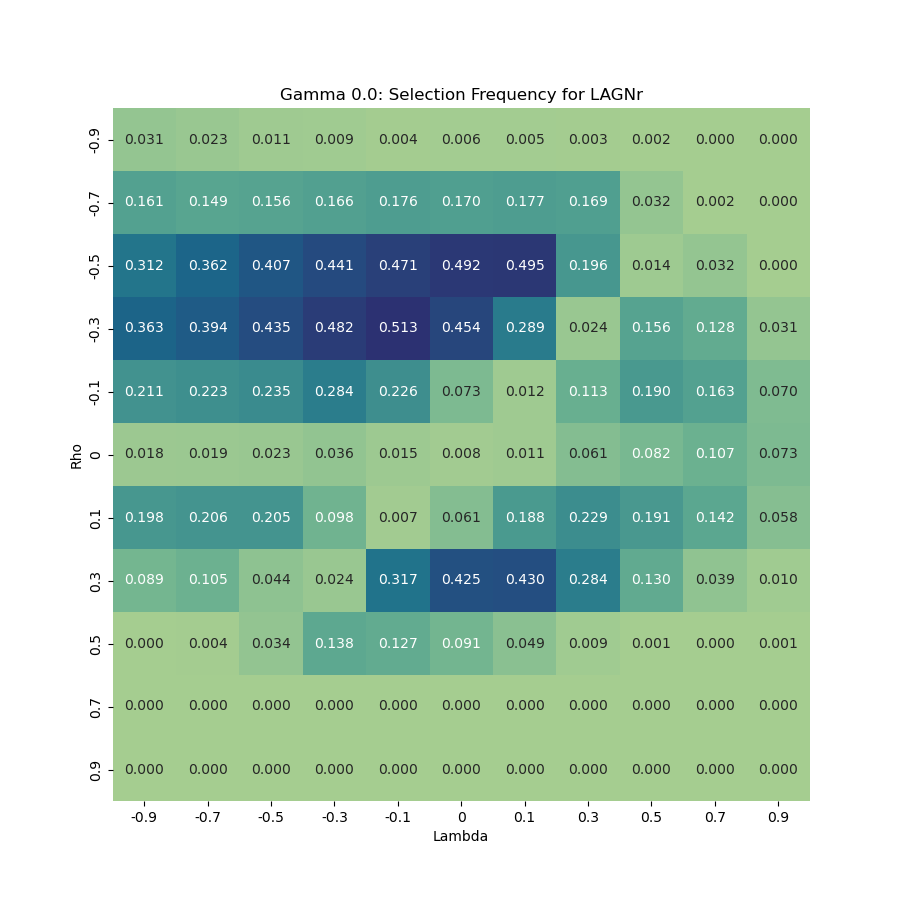 Gamma 0.0: Selection Frequency for LAGNr
-0.9 0.031 0.023 0.011 0.009 0.004 0.006 0.005 0.003 0.002 0.000 0.000
-0.7 0.161 0.149 0.156 0.166 0.176 0.170 0.177 0.169 0.032 0.002 0.000
-0.5 0.312 0.362 0.407 0.441 0.471 0.492 0.495 0.196 0.014 0.032 0.000
-0.3 0.363 0.394 0.435 0.482 0.513 0.454 0.289 0.024 0.156 0.128 0.031
-0.1 0.211 0.223 0.235 0.284 0.226 0.073 0.012 0.113 0.190 0.163 0.070
Rho
0 0.018 0.019 0.023 0.036 0.015 0.008 0.011 0.061 0.082 0.107 0.073
0.1 0.198 0.206 0.205 0.098 0.007 0.061 0.188 0.229 0.191 0.142 0.058
0.3 0.089 0.105 0.044 0.024 0.317 0.425 0.430 0.284 0.130 0.039 0.010
0.5 0.000 0.004 0.034 0.138 0.127 0.091 0.049 0.009 0.001 0.000 0.001
0.7 0.000 0.000 0.000 0.000 0.000 0.000 0.000 0.000 0.000 0.000 0.000
0.9 0.000 0.000 0.000 0.000 0.000 0.000 0.000 0.000 0.000 0.000 0.000
-0.9 -0.7 -0.5 -0.3 -0.1 0 0.1 0.3 0.5 0.7 0.9
Lambda